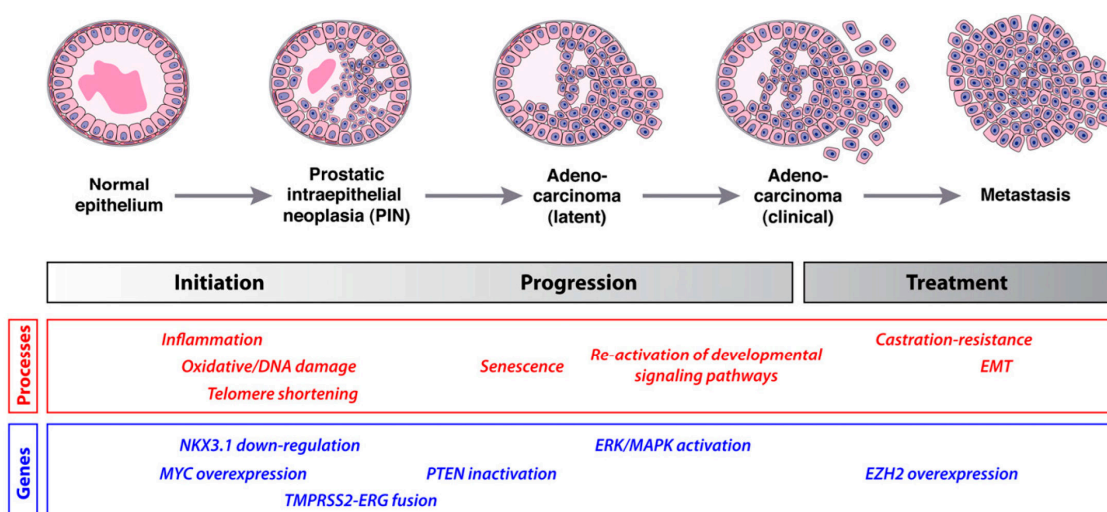 Normal
epithelium
Prostatic
intraepithelial
neoplasia (PIN)
Adeno-
carcinoma
(latent)
Adeno-
carcinoma
(clinical)
Metastasis
Initiation
Progression
Treatment
Processes
Inflammation
Oxidative/DNA damage
Telomere shortening
Senescence
Re-activation of developmental
signaling pathways
Castration-resistance
EMT
Genes
NKX3.1 down-regulation
MYC overexpression
TMPRSS2-ERG fusion
PTEN inactivation
ERK/MAPK activation
EZH2 overexpression